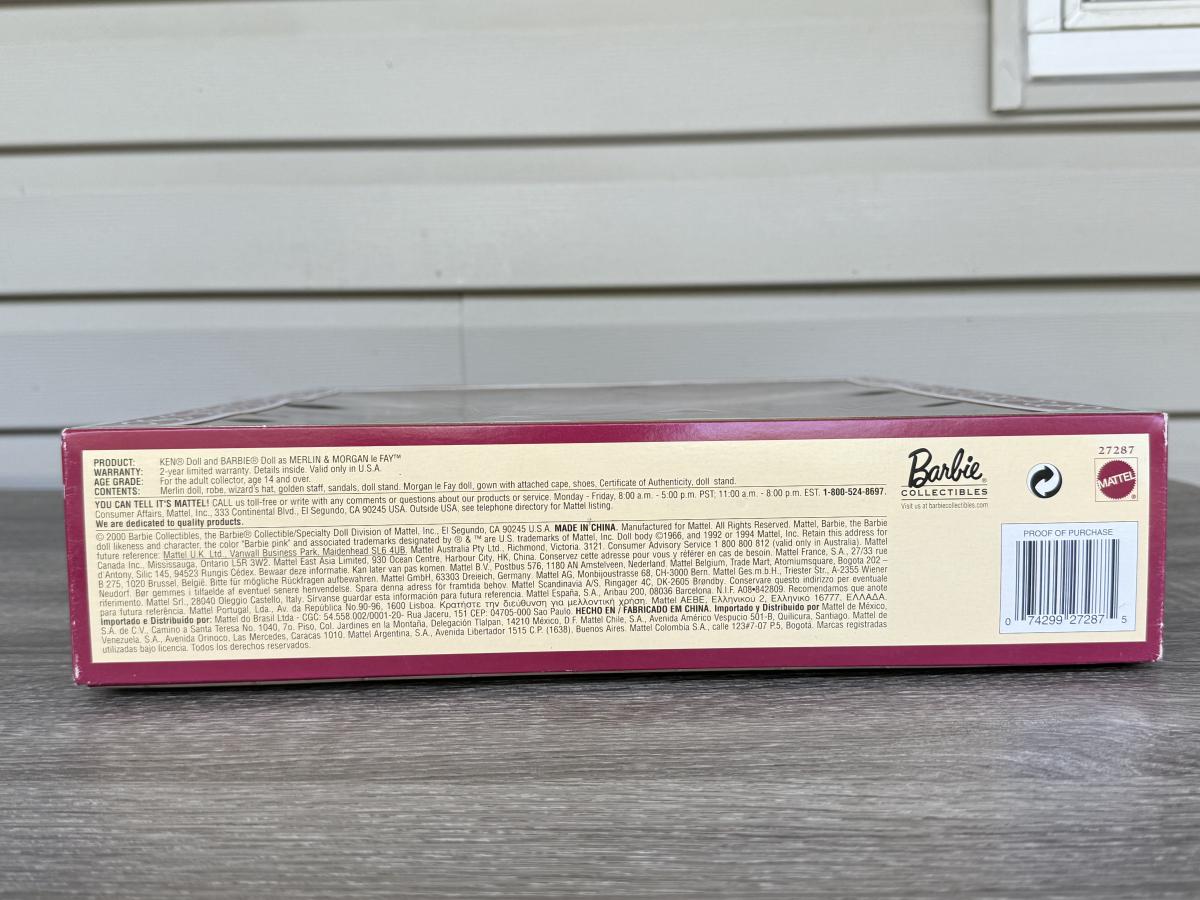 PRODUCT: KEN® Doll and BARBIE® Doll as MERLIN & MORGAN le FAY™
WARRANTY: 2-year limited warranty. Details inside. Valid only in U.S.A.
AGE GRADE: For the adult collector, age 14 and over.
CONTENTS: Merlin doll, robe, wizard's hat, golden staff, sandals, doll stand. Morgan le Fay doll, gown with attached cape, shoes, Certificate of Authenticity, doll stand.
YOU CAN TELL IT'S MATTEL! CALL us toll-free or write with any comments or questions about our products or service. Monday - Friday, 8:00 a.m. - 5:00 p.m. PST; 11:00 a.m. - 8:00 p.m. EST. 1-800-524-8697.
Consumer Affairs, Mattel, Inc., 333 Continental Blvd., El Segundo, CA 90245 USA. Outside USA, see telephone directory for Mattel listing.
We are dedicated to quality products.
© 2000 Barbie Collectibles, the Barbie® Collectible/Specialty Doll Division of Mattel, Inc., El Segundo, CA 90245 U.S.A. MADE IN CHINA. Manufactured for Mattel. All Rights Reserved. Mattel, Barbie, the Barbie
doll likeness and character, the color "Barbie pink" and associated trademarks designated by ® & ™ are U.S. trademarks of Mattel, Inc. Doll body ©1966, and 1992 or 1994 Mattel, Inc. Retain this address for
future reference: Mattel U.K. Ltd., Vanwall Business Park, Maidenhead SL6 4UB. Mattel Australia Pty Ltd., Richmond, Victoria. 3121. Consumer Advisory Service 1 800 800 812 (valid only in Australia). Mattel
Canada Inc., Mississauga, Ontario L5R 3W2. Mattel East Asia Limited, 930 Ocean Centre, Harbour City, HK, China. Conservez cette adresse pour vous y référer en cas de besoin. Mattel France, S.A., 27/33 rue
d'Antony, Silic 145, 94523 Rungis Cédex. Bewaar deze informatie. Kan later van pas komen. Mattel B.V., Postbus 576, 1180 AN Amstelveen, Nederland. Mattel Belgium, Trade Mart, Atomiumsquare, Bogota 202 –
B 275, 1020 Brussel, België. Bitte für mögliche Rückfragen aufbewahren. Mattel GmbH, 63303 Dreieich, Germany. Mattel AG, Monbijoustrasse 68, CH-3000 Bern. Mattel Ges.m.b.H., Triester Str., A-2355 Wiener
Neudorf. Bør gemmes i tilfaelde af eventuel senere henvendelse. Spara denna adress för framtida behov. Mattel Scandinavia A/S, Ringager 4C, DK-2605 Brøndby. Conservare questo indirizzo per eventuale
riferimento. Mattel Srl., 28040 Oleggio Castello, Italy. Sirvanse guardar esta información para futura referencia. Mattel España, S.A., Aribau 200, 08036 Barcelona. N.I.F. A08•842809. Recomendamos que anote
para futura referência. Mattel Portugal, Lda., Av. da República No 90-96, 1600 Lisboa. Κρατήστε την διεύθυνση για μελλοντική χρήση. Mattel AEBE, Ελληνικού 2, Ελληνικό 16777, ΕΛΛΑΔΑ.
Importado e Distribuido por: Mattel do Brasil Ltda - CGC: 54.558.002/0001-20- Rua Jaceru, 151 CEP: 04705-000 Sao Paulo. HECHO EN / FABRICADO EM CHINA. Importado y Distribuido por Mattel de México,
S.A. de C.V., Camino a Santa Teresa No. 1040, 7o. Piso, Col. Jardines en la Montaña, Delegación Tlalpan, 14210 México, D.F. Mattel Chile, S.A., Avenida Américo Vespucio 501-B, Quilicura, Santiago. Mattel de
Venezuela. S.A., Avenida Orinoco, Las Mercedes, Caracas 1010. Mattel Argentina, S.A., Avenida Libertador 1515 C.P. (1638), Buenos Aires. Mattel Colombia S.A., calle 123#7-07 P.5, Bogotá. Marcas registradas
utilizadas bajo licencia. Todos los derechos reservados.
Barbie®
COLLECTIBLES
Visit us at barbiecollectibles.com
27287
MATTEL
PROOF OF PURCHASE
0 74299 27287 5